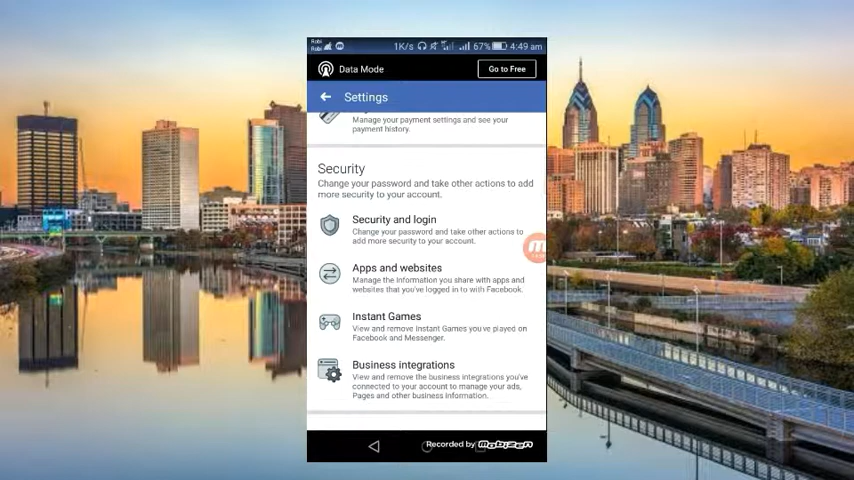 Robi
Robi
1K/s 67% 4:49 am
Data Mode
Go to Free
Settings
Manage your payment settings and see your
payment history.
Security
Change your password and take other actions to add
more security to your account.
Security and login
Change your password and take other actions to
add more security to your account.
Apps and websites
Manage the information you share with apps and
websites that you've logged in to with Facebook.
Instant Games
View and remove Instant Games you've played on
Facebook and Messenger.
Business integrations
View and remove the business integrations you've
connected to your account to manage your ads,
Pages and other business information.
Recorded by Mobizen